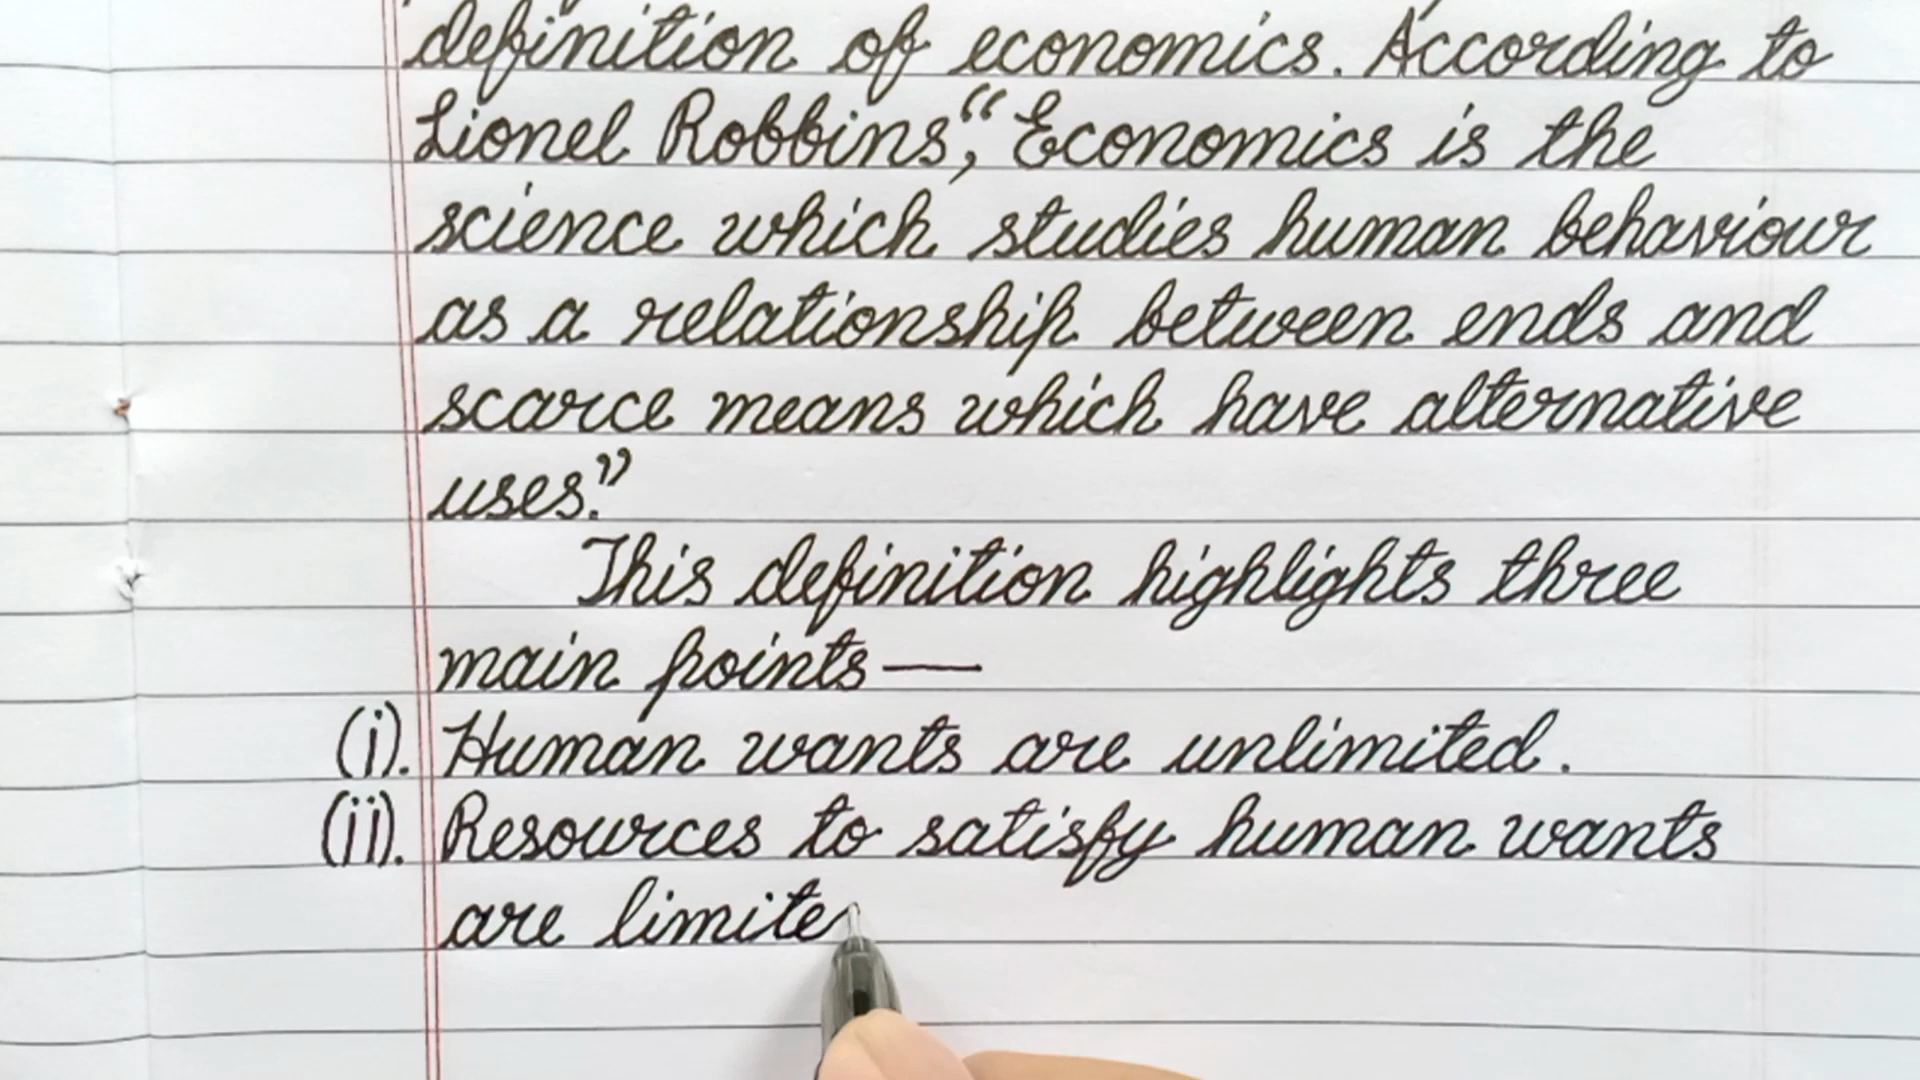 definition of economics. According to
Lionel Robbins, “Economics is the
science which studies human behaviour
as a relationship between ends and
scarce means which have alternative
uses.”
This definition highlights three
main points—
(i). Human wants are unlimited.
(ii). Resources to satisfy human wants
are limite